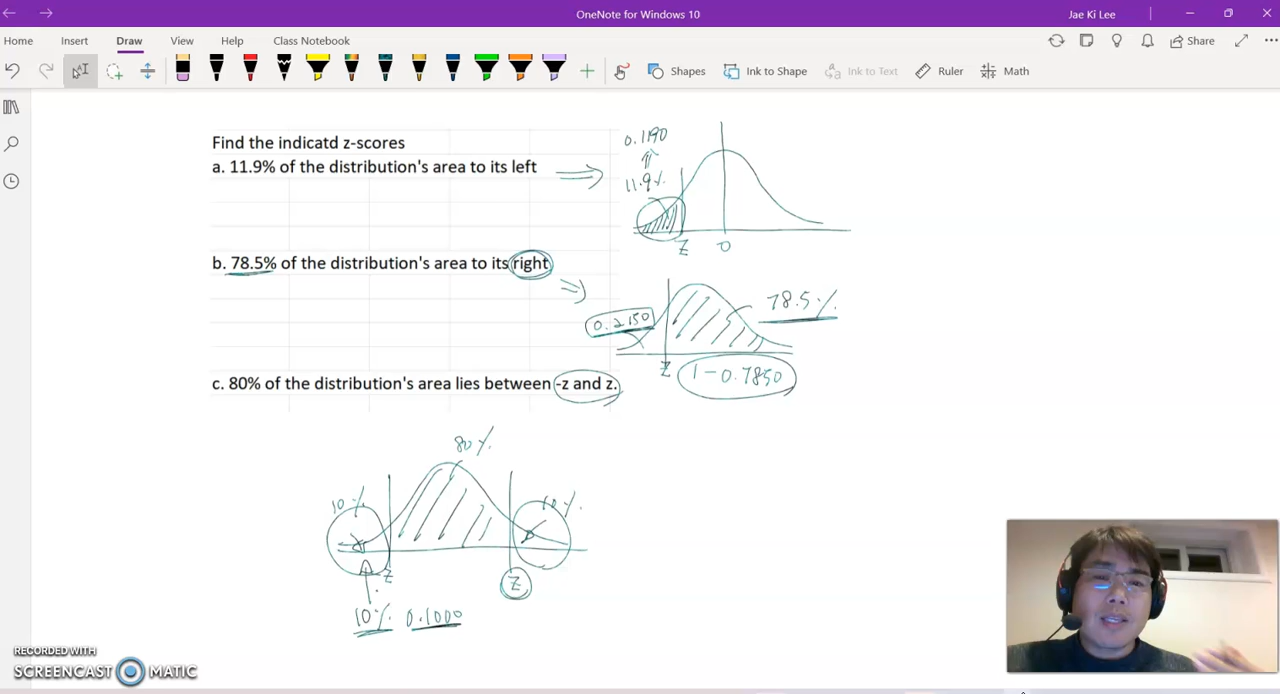 OneNote for Windows 10
Jae Ki Lee
Home Insert Draw View Help Class Notebook
Share
Shapes Ink to Shape Ink to Text Ruler Math
Find the indicatd z-scores
a. 11.9% of the distribution's area to its left
0.1190
11.9%
z 0
b. 78.5% of the distribution's area to its right
78.5%
0.2150
z 1-0.7850
c. 80% of the distribution's area lies between -z and z.
80%
10% 10%
z z
10% 0.1000
RECORDED WITH
SCREENCAST MATIC